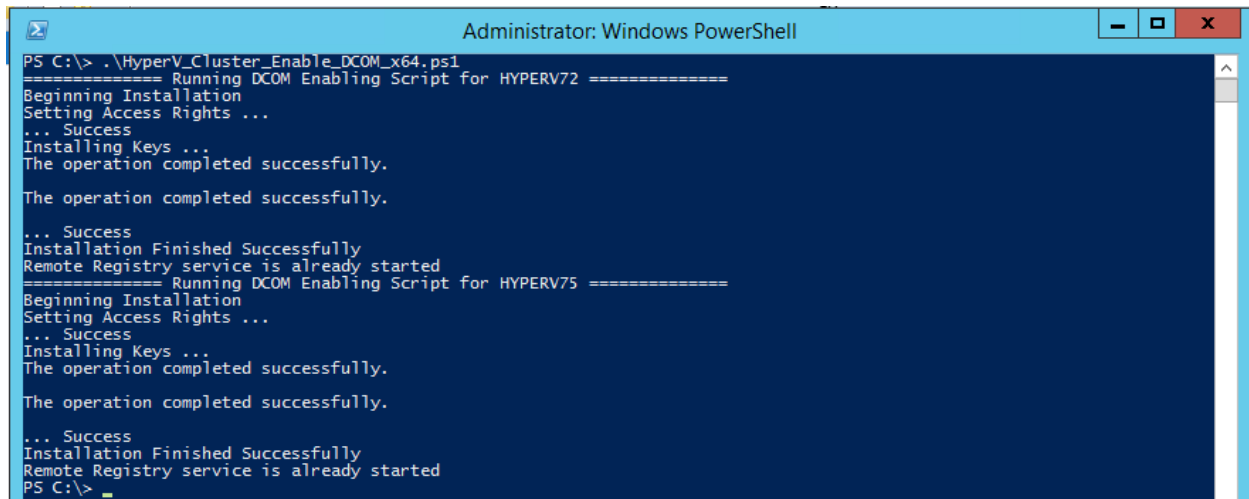 Administrator: Windows PowerShell
PS C:\> .\HyperV_Cluster_Enable_DCOM_x64.ps1
============== Running DCOM Enabling Script for HYPERV72 ==============
Beginning Installation
Setting Access Rights ...
... Success
Installing Keys ...
The operation completed successfully.
The operation completed successfully.
... Success
Installation Finished Successfully
Remote Registry service is already started
============== Running DCOM Enabling Script for HYPERV75 ==============
Beginning Installation
Setting Access Rights ...
... Success
Installing Keys ...
The operation completed successfully.
The operation completed successfully.
... Success
Installation Finished Successfully
Remote Registry service is already started
PS C:\> _